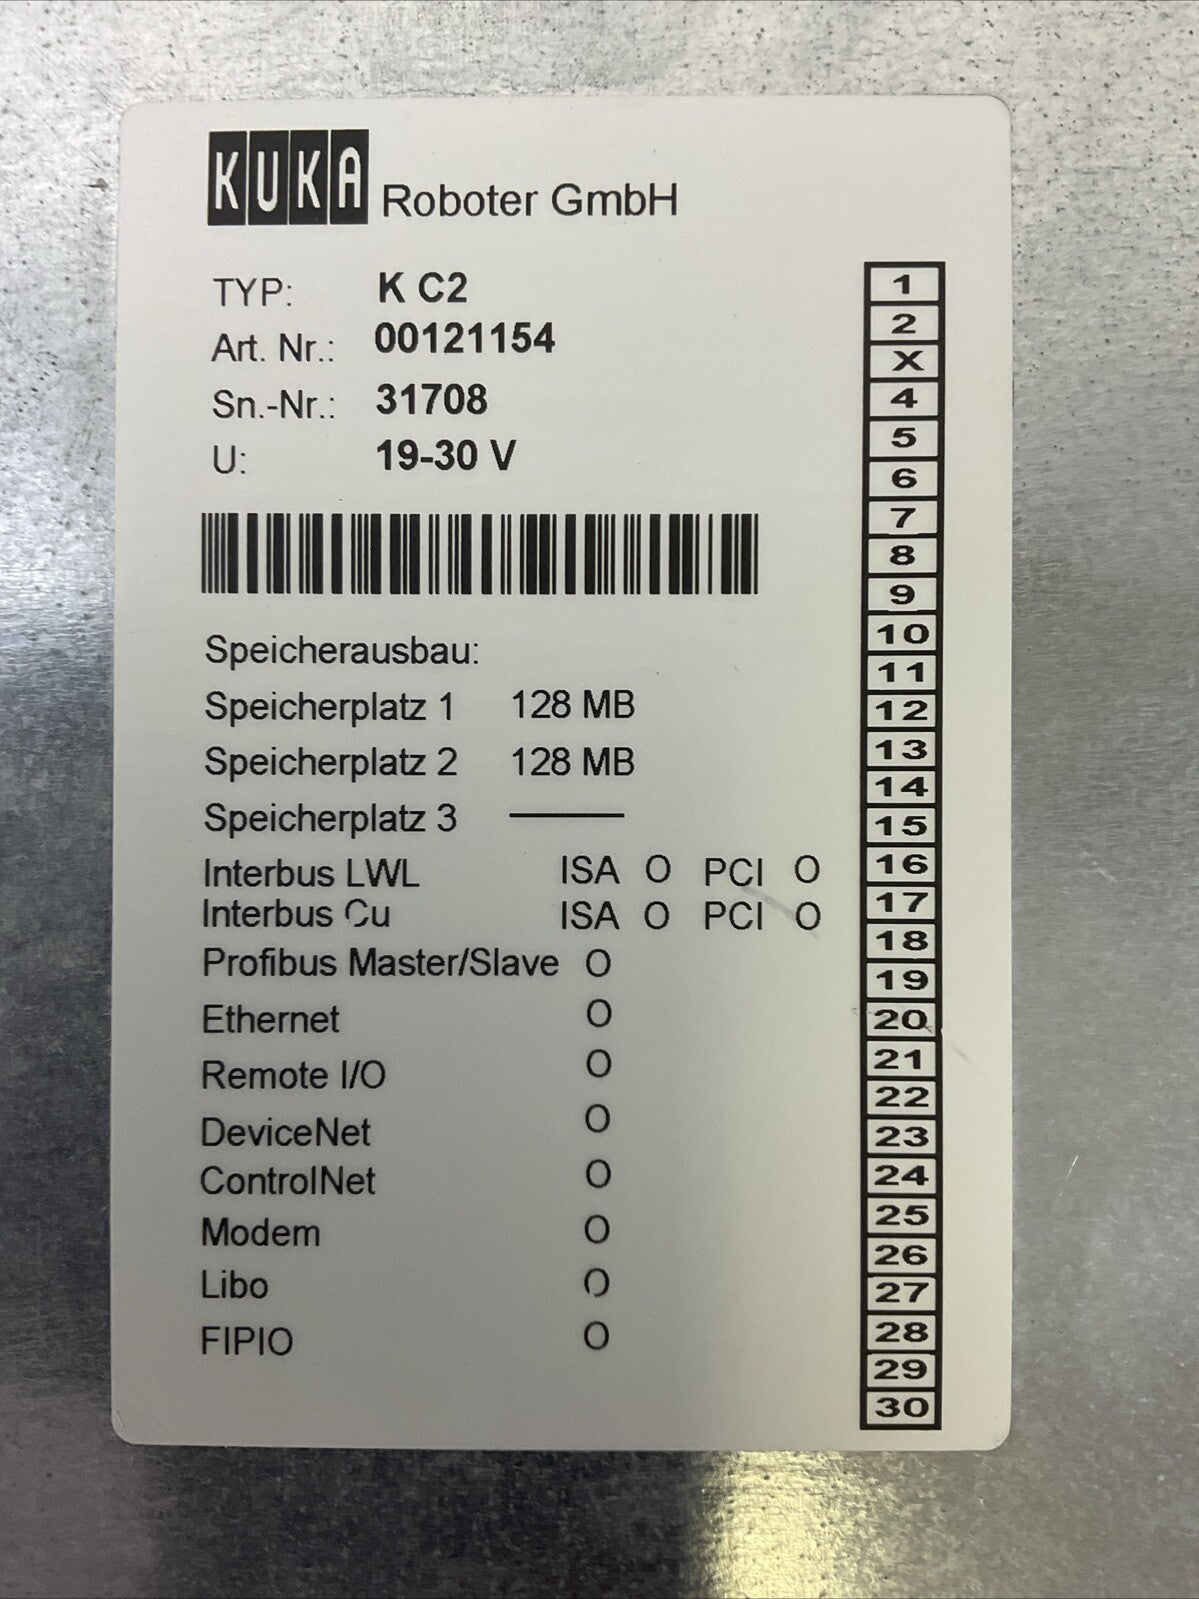 KUKA Roboter GmbH
TYP: K C2
Art. Nr.: 00121154
Sn.-Nr.: 31708
U: 19-30 V
Speicherausbau:
Speicherplatz 1 128 MB
Speicherplatz 2 128 MB
Speicherplatz 3 ———
Interbus LWL ISA O PCI O
Interbus Cu ISA O PCI O
Profibus Master/Slave O
Ethernet O
Remote I/O O
DeviceNet O
ControlNet O
Modem O
Libo O
FIPIO O
1
2
X
4
5
6
7
8
9
10
11
12
13
14
15
16
17
18
19
20
21
22
23
24
25
26
27
28
29
30